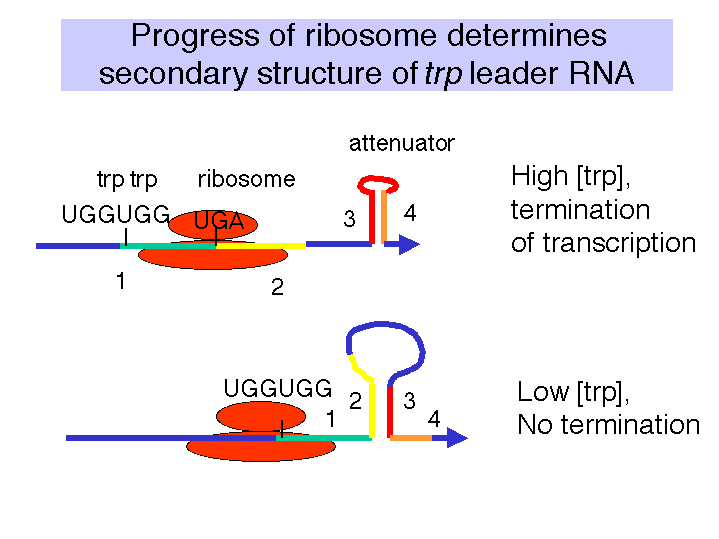 Progress of ribosome determines
secondary structure of trp leader RNA
attenuator
trp trp ribosome
UGGUGG UGA
3 4
1 2
High [trp],
termination
of transcription
UGGUGG
1 2 3 4
Low [trp],
No termination